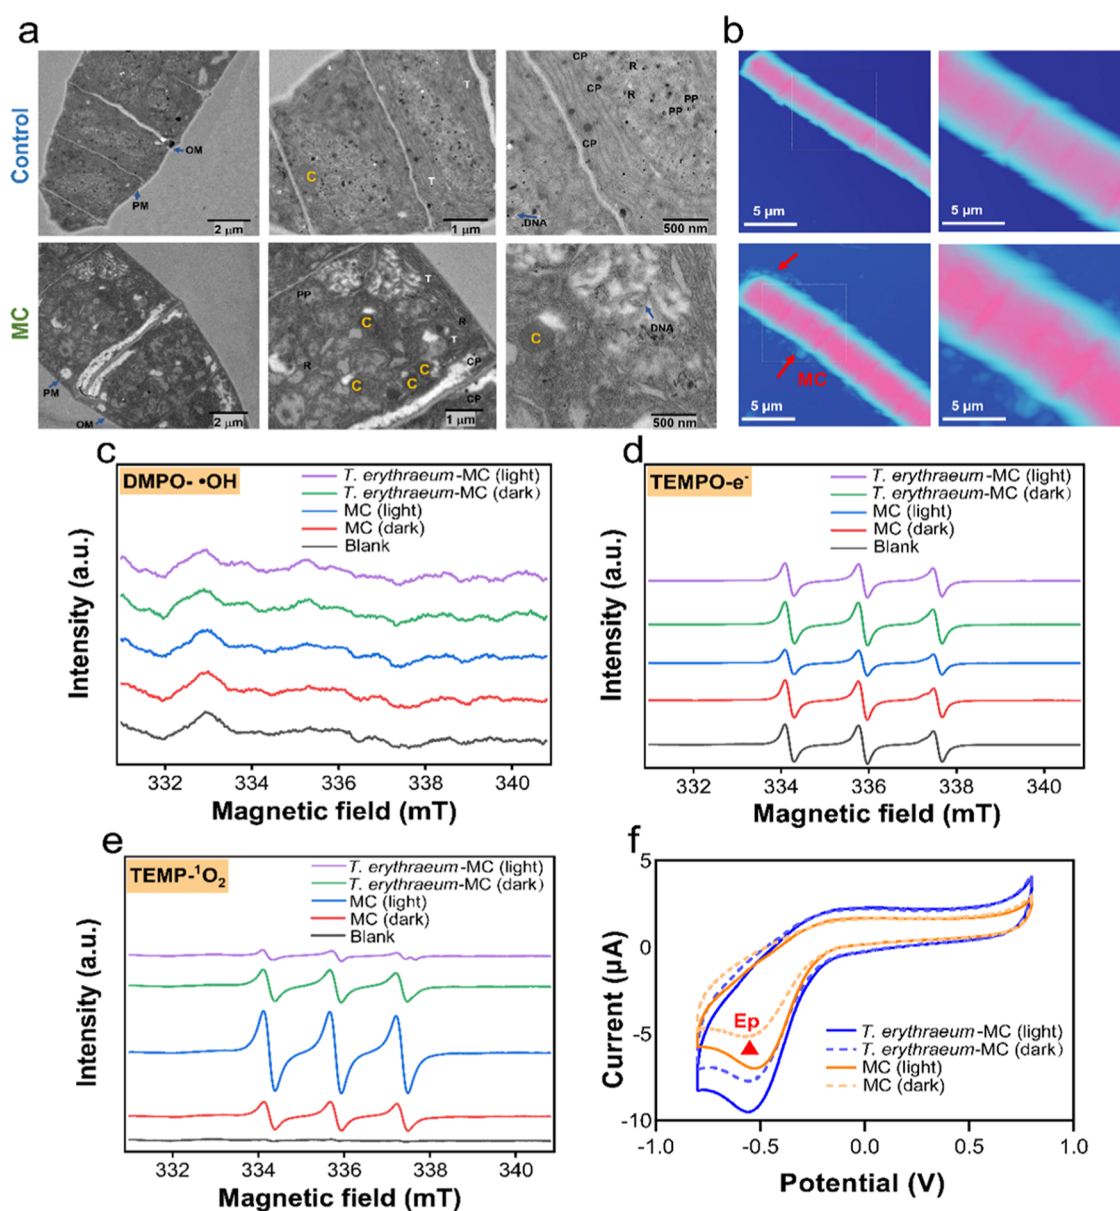 a
b
Control
MC
OM
PM
2 μm
C
T
T
1 μm
CP
R
CP
R
PP
PP
CP
DNA
500 nm
PM
OM
2 μm
PP
T
C
R
T
R
C
C
CP
CP
1 μm
C
DNA
500 nm
5 μm
5 μm
MC
5 μm
5 μm
c
DMPO- •OH
T. erythraeum-MC (light)
T. erythraeum-MC (dark)
MC (light)
MC (dark)
Blank
Intensity (a.u.)
332 334 336 338 340
Magnetic field (mT)
d
TEMPO-e-
T. erythraeum-MC (light)
T. erythraeum-MC (dark)
MC (light)
MC (dark)
Blank
Intensity (a.u.)
332 334 336 338 340
Magnetic field (mT)
e
TEMP-¹O₂
T. erythraeum-MC (light)
T. erythraeum-MC (dark)
MC (light)
MC (dark)
Blank
Intensity (a.u.)
332 334 336 338 340
Magnetic field (mT)
f
5
0
-5
-10
Current (μA)
Ep
T. erythraeum-MC (light)
T. erythraeum-MC (dark)
MC (light)
MC (dark)
-1.0 -0.5 0.0 0.5 1.0
Potential (V)